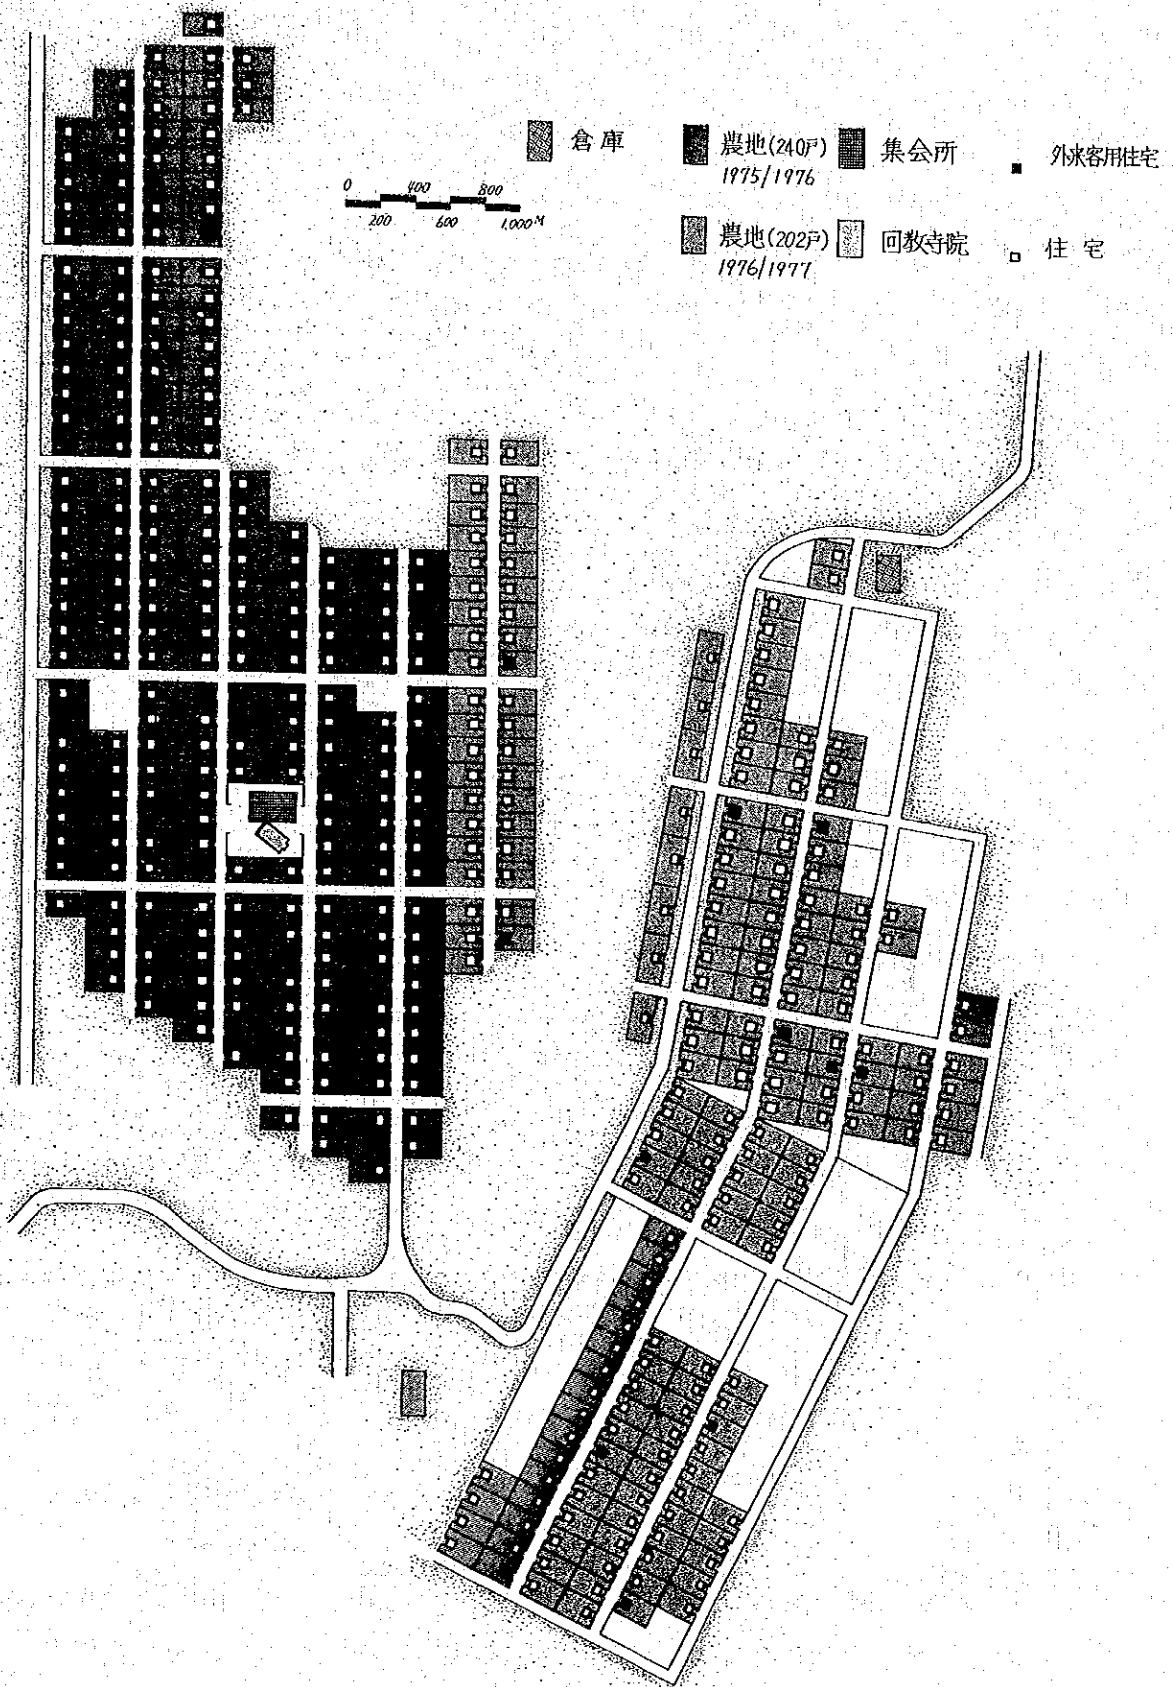 倉庫
農地(240戸)
1975/1976
集会所
外来客用住宅
0 400 800
200 600 1,000M
農地(202戸)
1976/1977
回教寺院
住宅